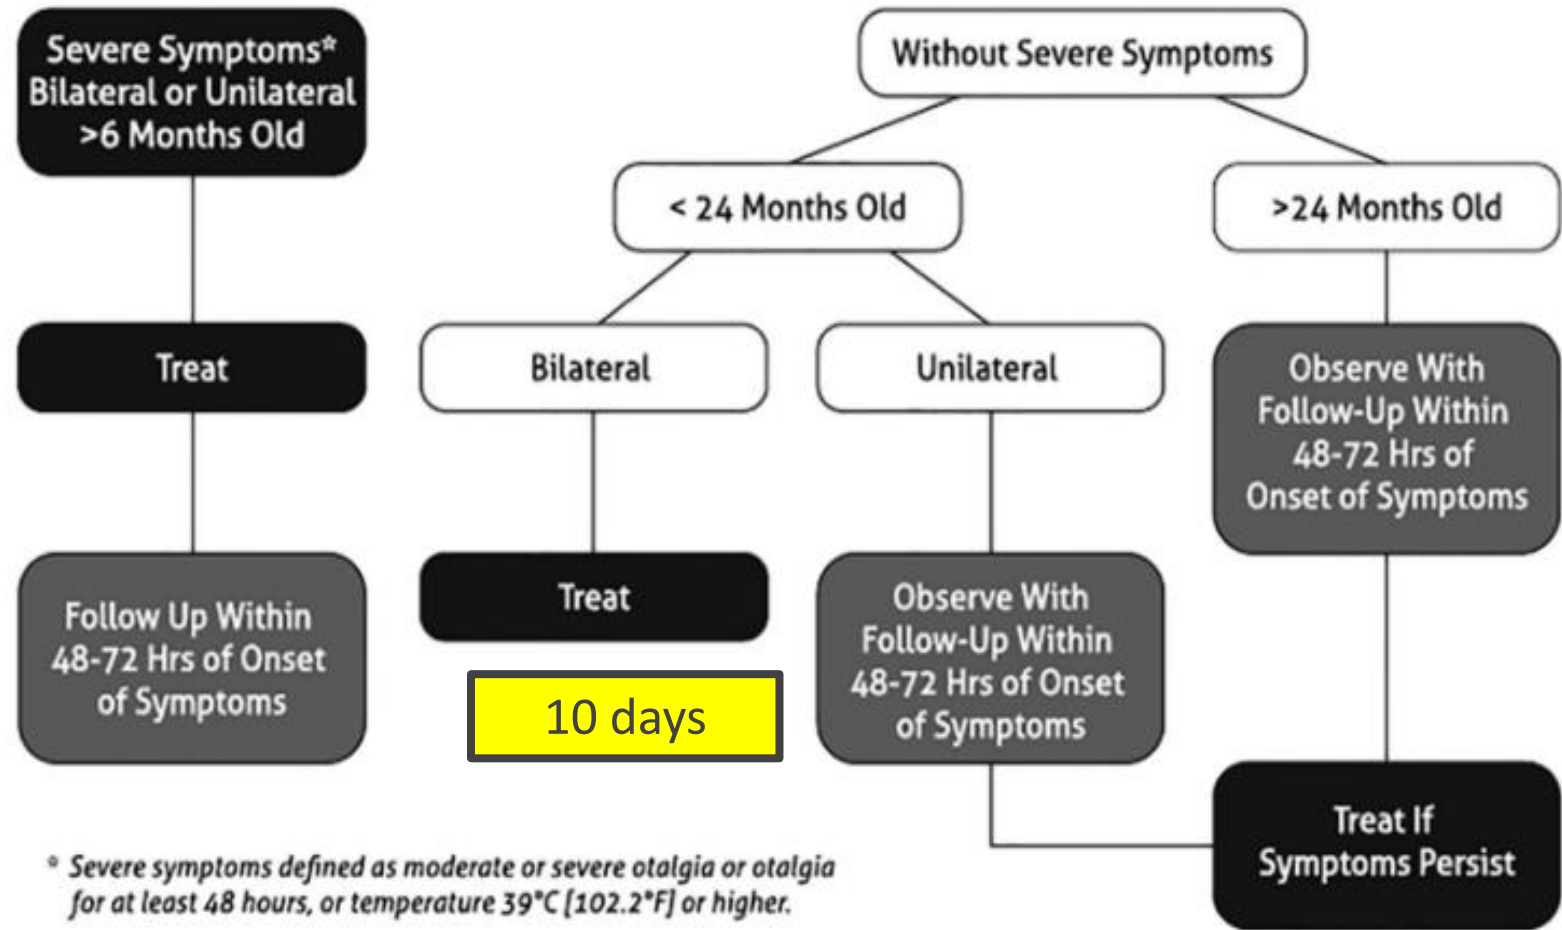 Severe Symptoms*
Bilateral or Unilateral
>6 Months Old
Treat
Follow Up Within
48-72 Hrs of Onset
of Symptoms
Without Severe Symptoms
< 24 Months Old
>24 Months Old
Bilateral
Unilateral
Treat
10 days
Observe With
Follow-Up Within
48-72 Hrs of Onset
of Symptoms
Observe With
Follow-Up Within
48-72 Hrs of
Onset of Symptoms
Treat If
Symptoms Persist
* Severe symptoms defined as moderate or severe otalgia or otalgia
for at least 48 hours, or temperature 39°C [102.2°F] or higher.